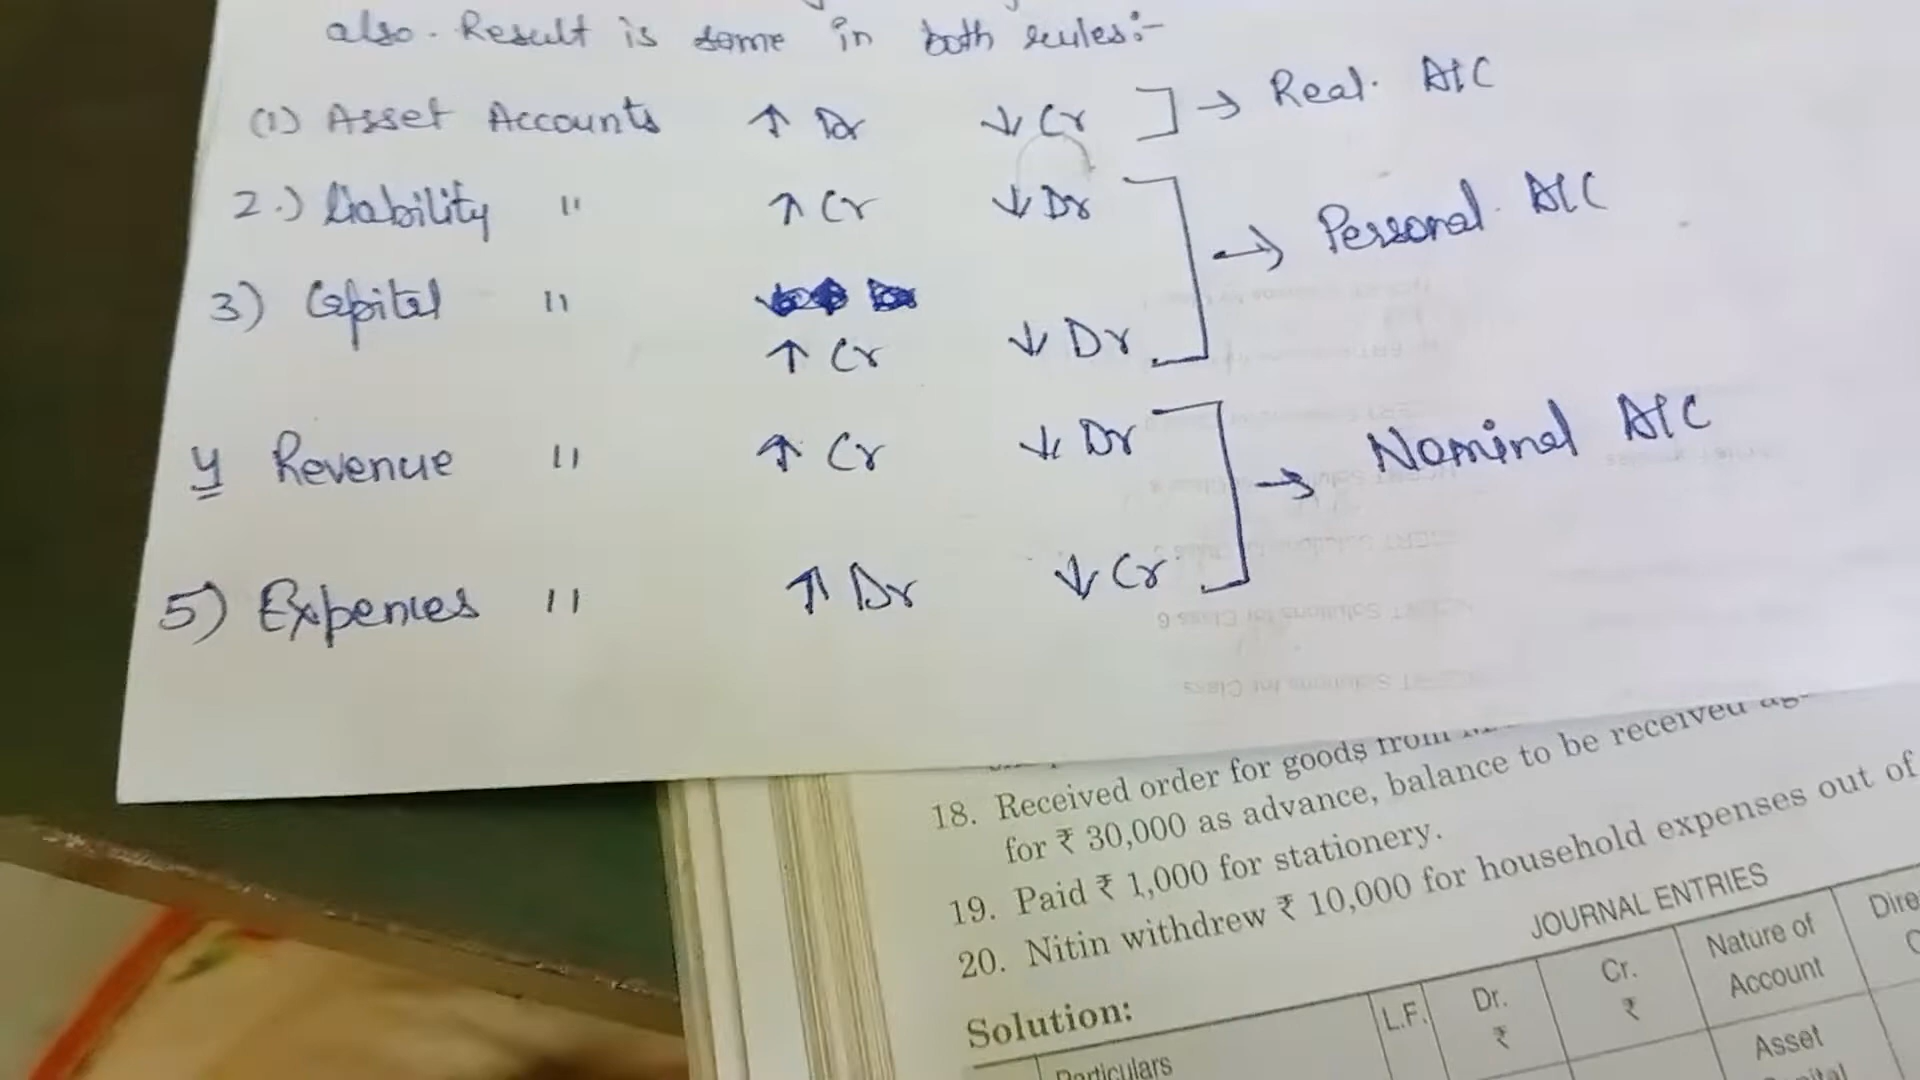 also. Result is same in both rules:-
(1) Asset Accounts ↑ Dr ↓ Cr ] → Real. A/C
2.) Liability " ↑ Cr ↓ Dr
→ Personal A/C
3) Capital "
↑ Cr ↓ Dr
4 Revenue " ↑ Cr ↓ Dr
→ Nominal A/C
5) Expenses " ↑ Dr ↓ Cr
18. Received order for goods from
for ₹ 30,000 as advance, balance to be received
19. Paid ₹ 1,000 for stationery.
20. Nitin withdrew ₹ 10,000 for household expenses out of
JOURNAL ENTRIES
Solution:
Particulars L.F. Dr. ₹ Cr. ₹ Nature of Account
Asset